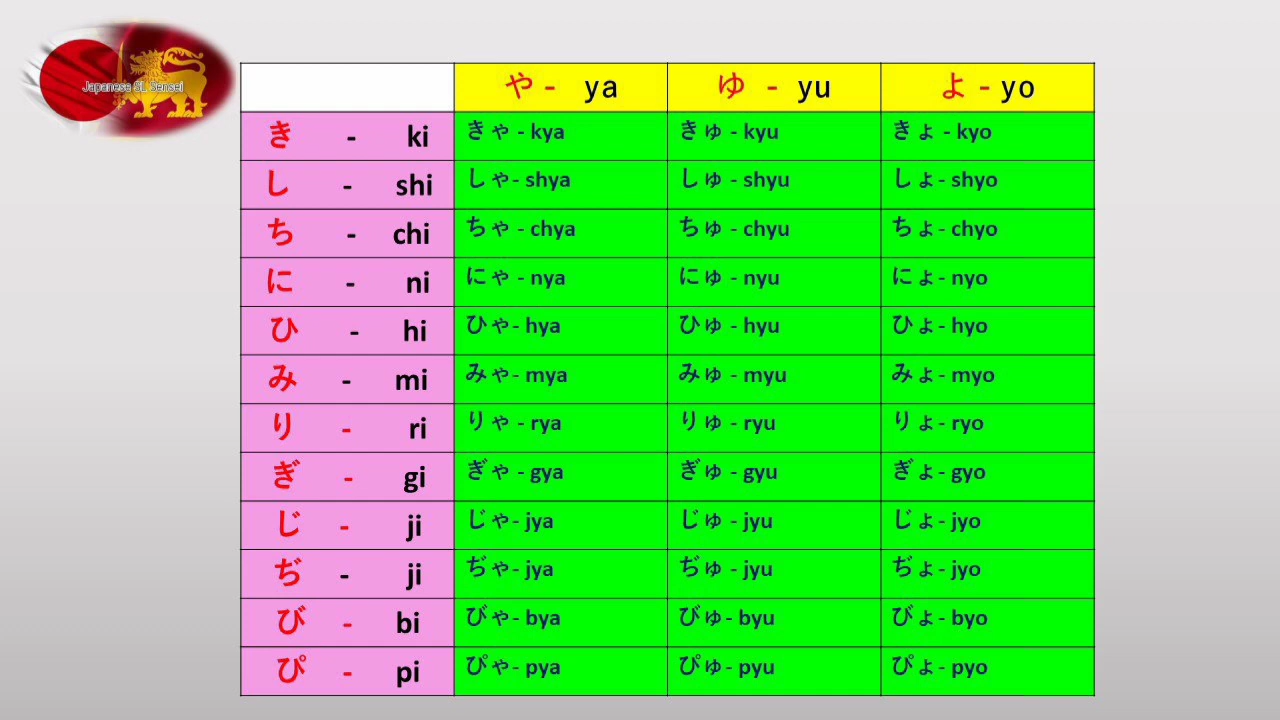 Japanese SL Sensei
や - ya ゆ - yu よ - yo
き - ki きゃ - kya きゅ - kyu きょ - kyo
し - shi しゃ - shya しゅ - shyu しょ - shyo
ち - chi ちゃ - chya ちゅ - chyu ちょ - chyo
に - ni にゃ - nya にゅ - nyu にょ - nyo
ひ - hi ひゃ - hya ひゅ - hyu ひょ - hyo
み - mi みゃ - mya みゅ - myu みょ - myo
り - ri りゃ - rya りゅ - ryu りょ - ryo
ぎ - gi ぎゃ - gya ぎゅ - gyu ぎょ - gyo
じ - ji じゃ - jya じゅ - jyu じょ - jyo
ぢ - ji ぢゃ - jya ぢゅ - jyu ぢょ - jyo
び - bi びゃ - bya びゅ - byu びょ - byo
ぴ - pi ぴゃ - pya ぴゅ - pyu ぴょ - pyo